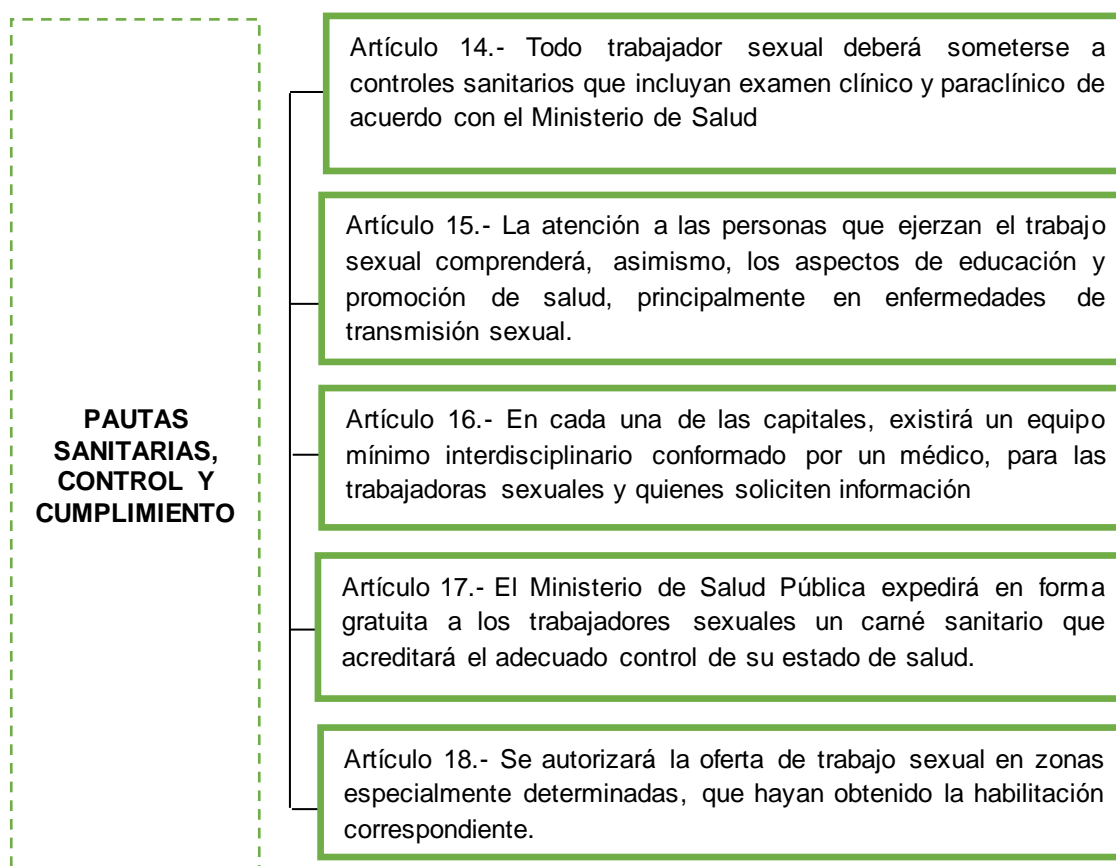 PAUTAS
SANITARIAS,
CONTROL Y
CUMPLIMIENTO
Artículo 14.- Todo trabajador sexual deberá someterse a
controles sanitarios que incluyan examen clínico y paraclínico de
acuerdo con el Ministerio de Salud
Artículo 15.- La atención a las personas que ejerzan el trabajo
sexual comprenderá, asimismo, los aspectos de educación y
promoción de salud, principalmente en enfermedades de
transmisión sexual.
Artículo 16.- En cada una de las capitales, existirá un equipo
mínimo interdisciplinario conformado por un médico, para las
trabajadoras sexuales y quienes soliciten información
Artículo 17.- El Ministerio de Salud Pública expedirá en forma
gratuita a los trabajadores sexuales un carné sanitario que
acreditará el adecuado control de su estado de salud.
Artículo 18.- Se autorizará la oferta de trabajo sexual en zonas
especialmente determinadas, que hayan obtenido la habilitación
correspondiente.